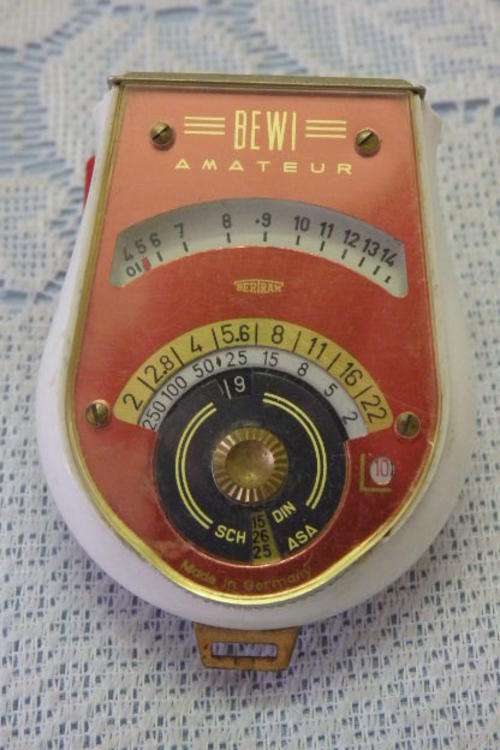 BEWI
AMATEUR
4 5 6 7 8 ·9 10 11 12 13 14
01
BERTRAM
2 2.8 4 5.6 8 11 16 22
250 100 50 25 15 8 5 2
9
10
SCH DIN ASA
15
26
25
Made in Germany